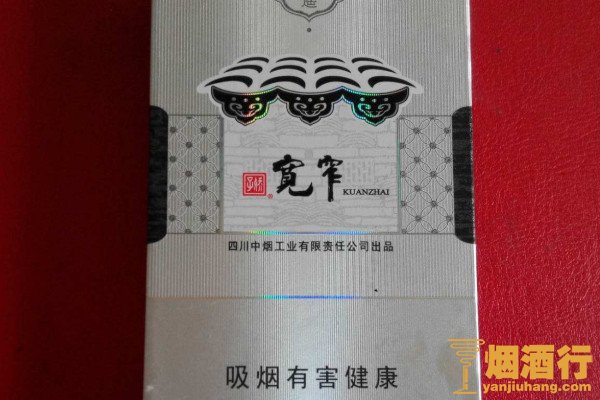 宽窄
KUANZHAI
®
四川中烟工业有限责任公司出品
吸烟有害健康
烟酒行
yanjiuhang.com